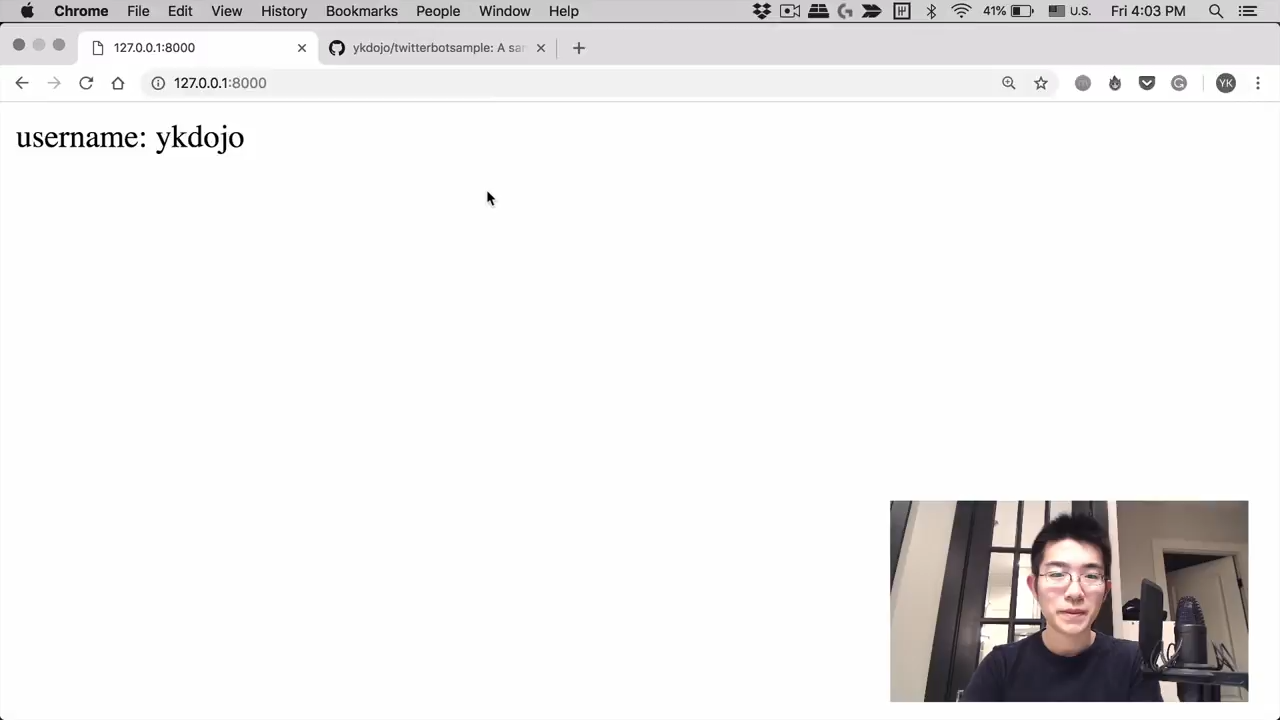 Chrome File Edit View History Bookmarks People Window Help 41% U.S. Fri 4:03 PM
127.0.0.1:8000 ykdojo/twitterbotsample: A sam
127.0.0.1:8000 YK
username: ykdojo